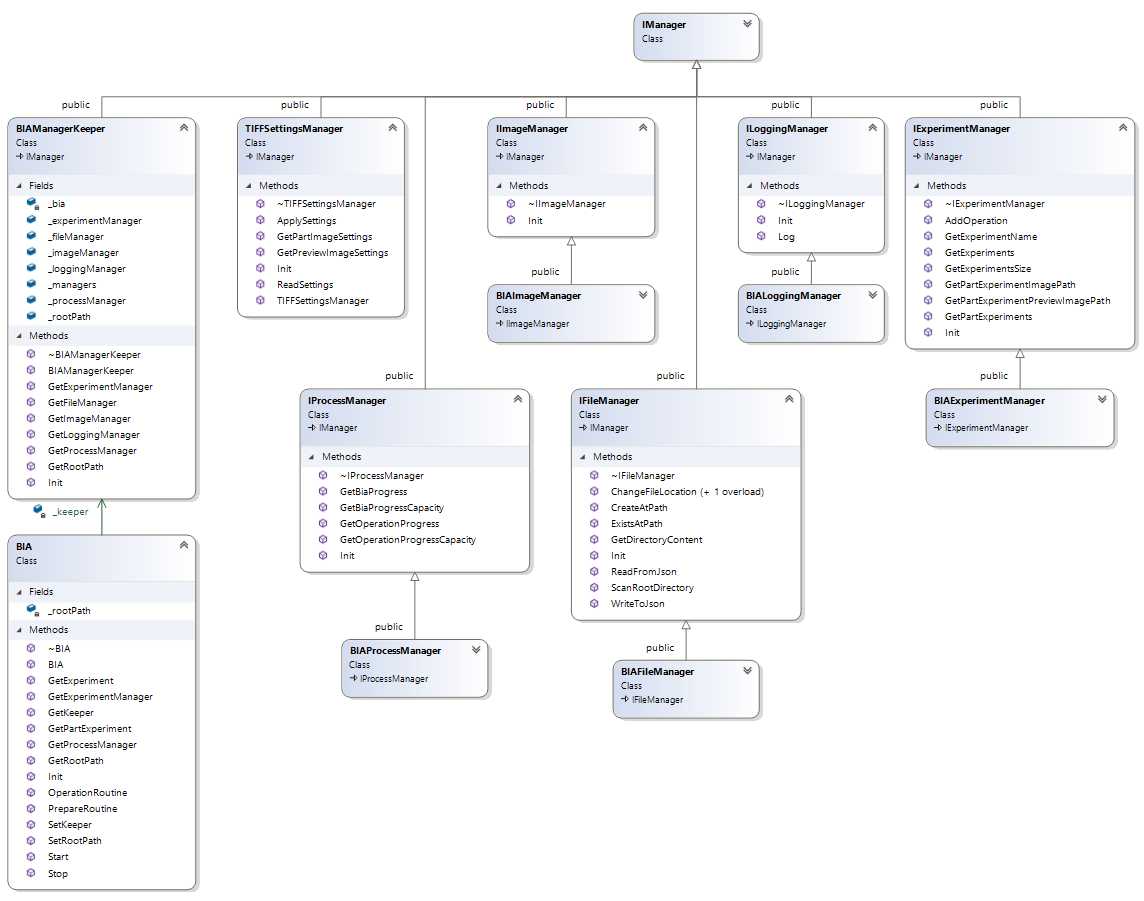 IManager
Class
public
public
public
public
public
BIAManagerKeeper
Class
IManager
Fields
_bia
_experimentManager
_fileManager
_imageManager
_loggingManager
_managers
_processManager
_rootPath
Methods
~BIAManagerKeeper
BIAManagerKeeper
GetExperimentManager
GetFileManager
GetImageManager
GetLoggingManager
GetProcessManager
GetRootPath
Init
_keeper
BIA
Class
Fields
_rootPath
Methods
~BIA
BIA
GetExperiment
GetExperimentManager
GetKeeper
GetPartExperiment
GetProcessManager
GetRootPath
Init
OperationRoutine
PrepareRoutine
SetKeeper
SetRootPath
Start
Stop
TIFFSettingsManager
Class
IManager
Methods
~TIFFSettingsManager
ApplySettings
GetPartImageSettings
GetPreviewImageSettings
Init
ReadSettings
TIFFSettingsManager
IImageManager
Class
IManager
Methods
~IImageManager
Init
public
BIAImageManager
Class
IImageManager
ILoggingManager
Class
IManager
Methods
~ILoggingManager
Init
Log
public
BIALoggingManager
Class
ILoggingManager
IExperimentManager
Class
IManager
Methods
~IExperimentManager
AddOperation
GetExperimentName
GetExperiments
GetExperimentsSize
GetPartExperimentImagePath
GetPartExperimentPreviewImagePath
GetPartExperiments
Init
public
BIAExperimentManager
Class
IExperimentManager
public
IProcessManager
Class
IManager
Methods
~IProcessManager
GetBiaProgress
GetBiaProgressCapacity
GetOperationProgress
GetOperationProgressCapacity
Init
public
BIAProcessManager
Class
IProcessManager
public
IFileManager
Class
IManager
Methods
~IFileManager
ChangeFileLocation (+ 1 overload)
CreateAtPath
ExistsAtPath
GetDirectoryContent
Init
ReadFromJson
ScanRootDirectory
WriteToJson
public
BIAFileManager
Class
IFileManager